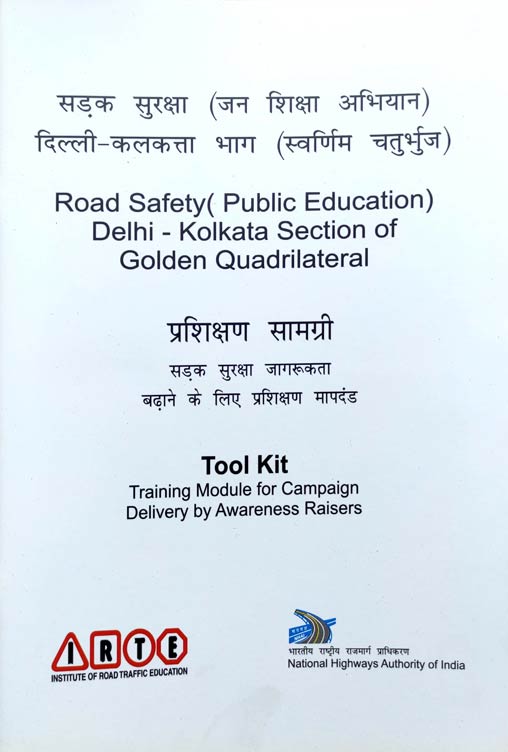 सड़क सुरक्षा (जन शिक्षा अभियान)
दिल्ली-कलकत्ता भाग (स्वर्णिम चतुर्भुज)
Road Safety( Public Education)
Delhi - Kolkata Section of
Golden Quadrilateral
प्रशिक्षण सामग्री
सड़क सुरक्षा जागरूकता
बढ़ाने के लिए प्रशिक्षण मापदंड
Tool Kit
Training Module for Campaign
Delivery by Awareness Raisers
IRTE
INSTITUTE OF ROAD TRAFFIC EDUCATION
भारतीय राष्ट्रीय राजमार्ग प्राधिकरण
National Highways Authority of India